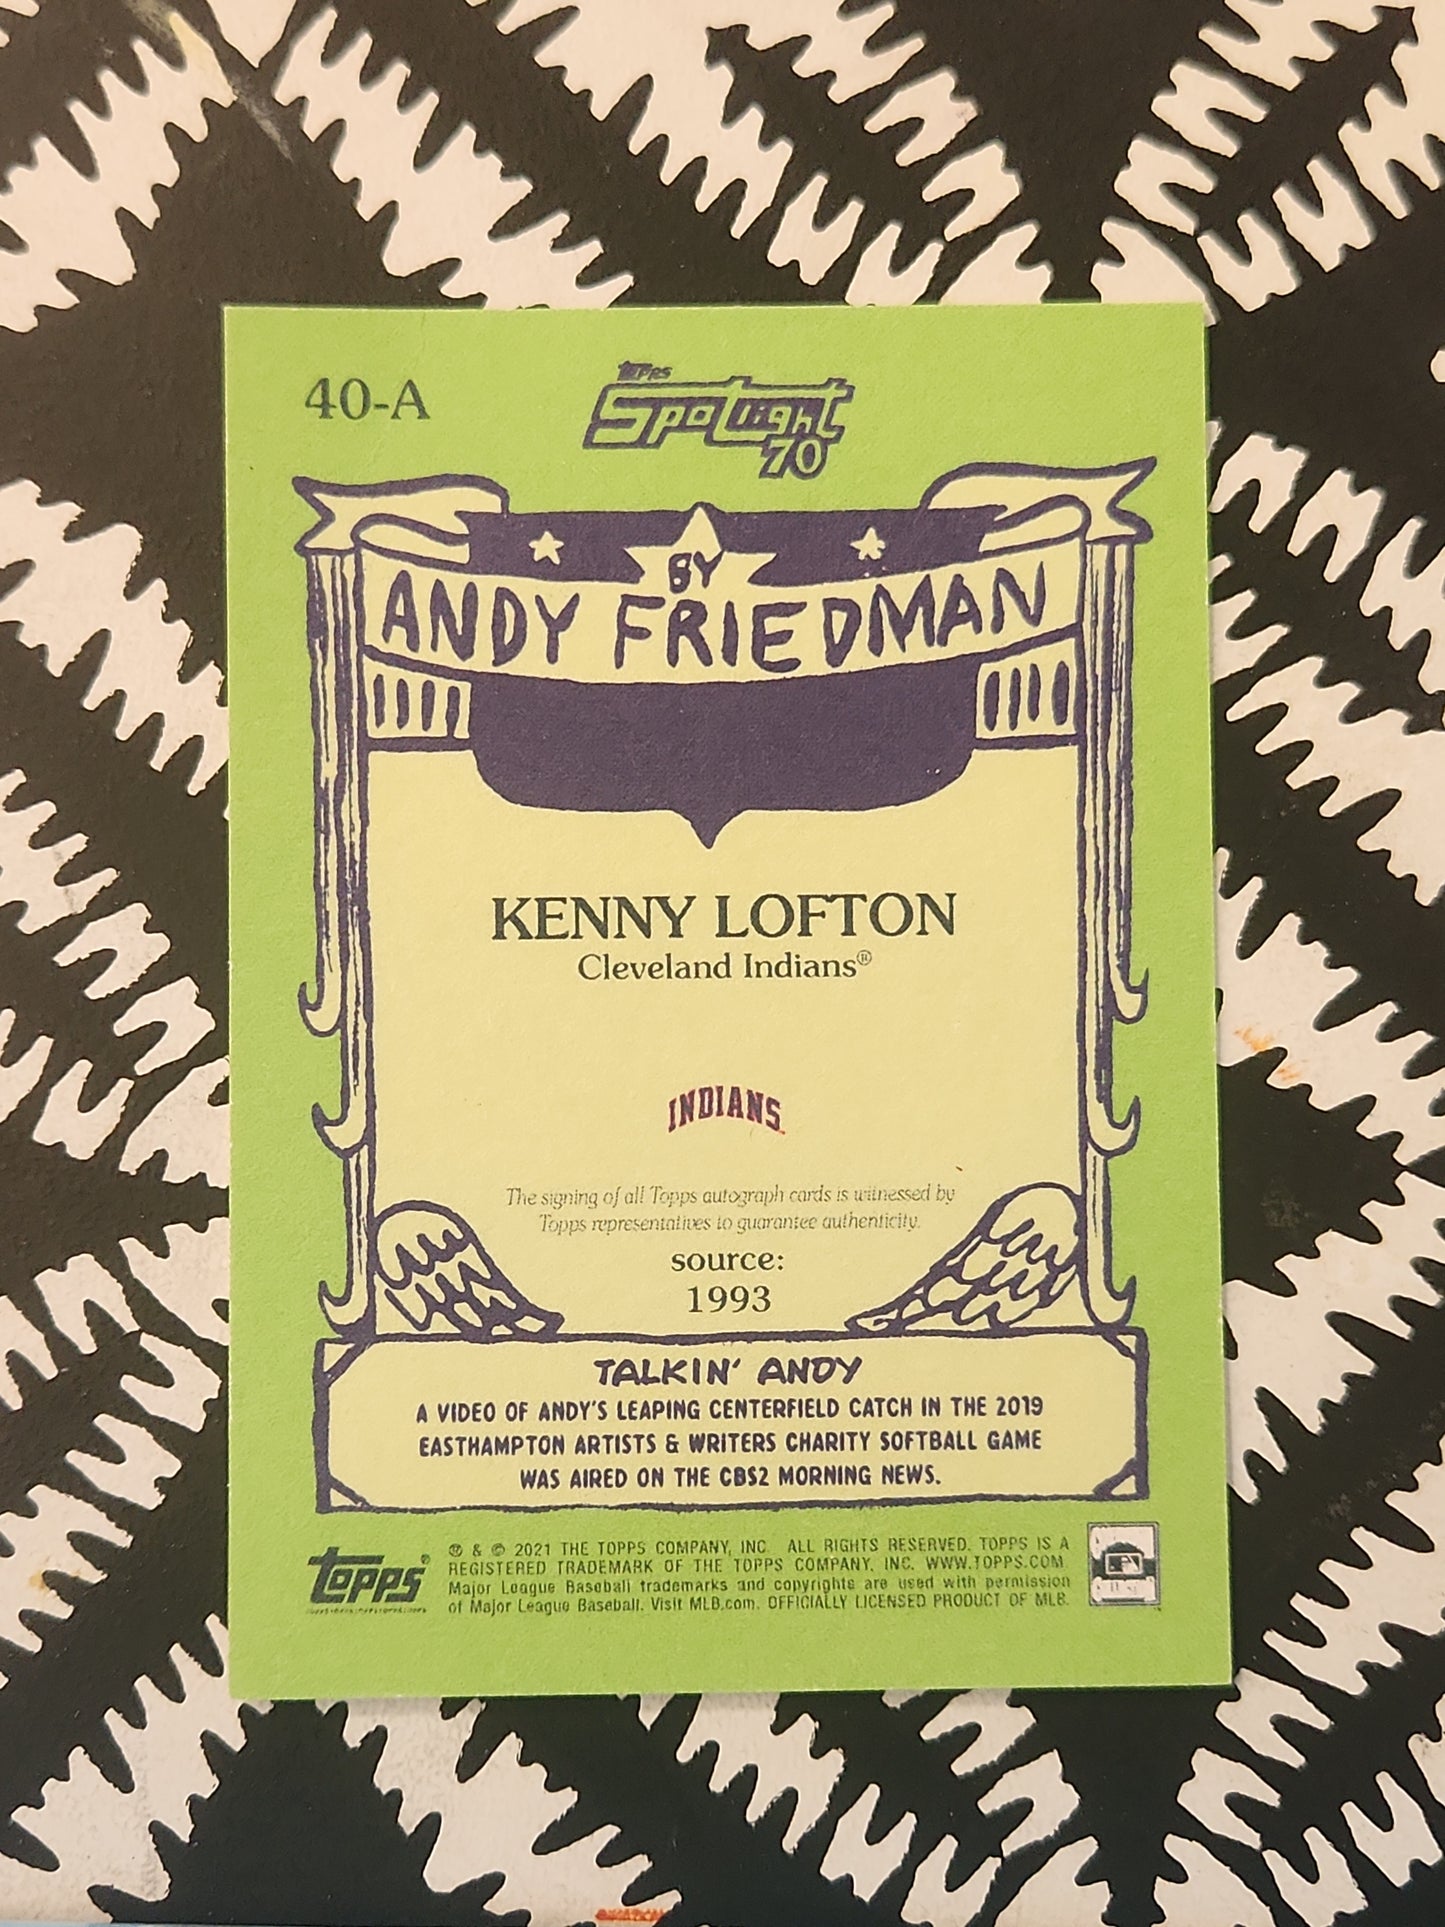 40-A
Topps
Spotlight
70
BY
ANDY FRIEDMAN
KENNY LOFTON
Cleveland Indians®
INDIANS
The signing of all Topps autograph cards is witnessed by
Topps representatives to guarantee authenticity.
source:
1993
TALKIN' ANDY
A VIDEO OF ANDY'S LEAPING CENTERFIELD CATCH IN THE 2019
EASTHAMPTON ARTISTS & WRITERS CHARITY SOFTBALL GAME
WAS AIRED ON THE CBS2 MORNING NEWS.
Topps®
® & © 2021 THE TOPPS COMPANY, INC. ALL RIGHTS RESERVED. TOPPS IS A
REGISTERED TRADEMARK OF THE TOPPS COMPANY, INC. WWW.TOPPS.COM
Major League Baseball trademarks and copyrights are used with permission
of Major League Baseball. Visit MLB.com. OFFICIALLY LICENSED PRODUCT OF MLB.